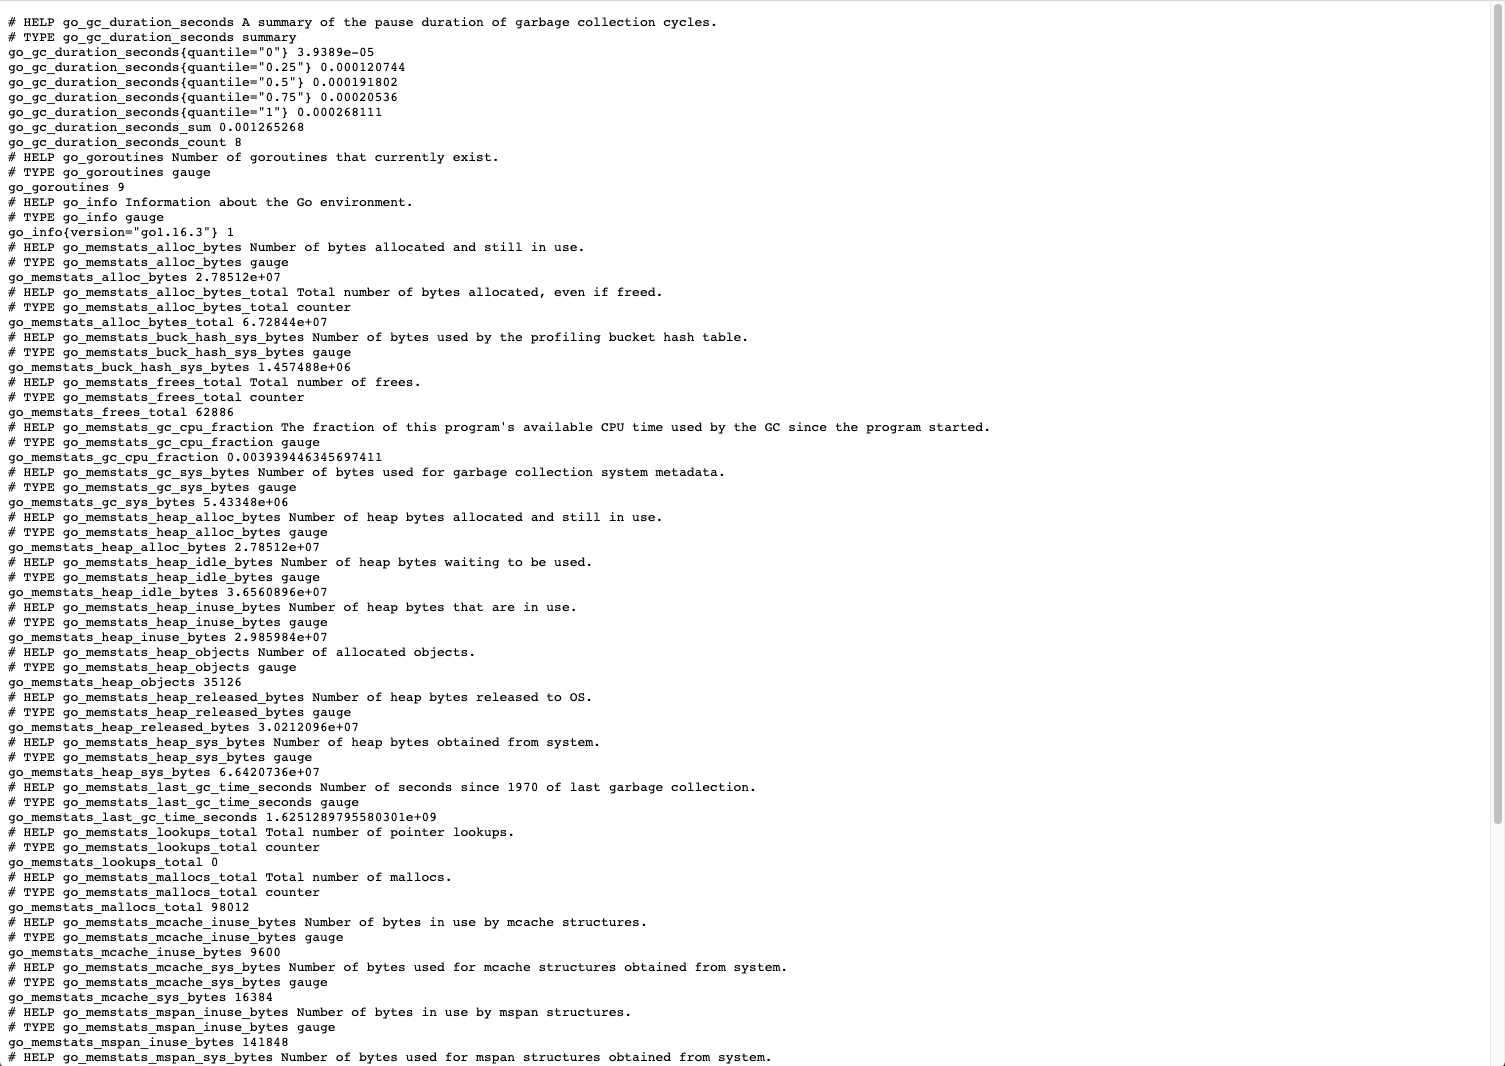 # HELP go_gc_duration_seconds A summary of the pause duration of garbage collection cycles.
# TYPE go_gc_duration_seconds summary
go_gc_duration_seconds{quantile="0"} 3.9389e-05
go_gc_duration_seconds{quantile="0.25"} 0.000120744
go_gc_duration_seconds{quantile="0.5"} 0.000191802
go_gc_duration_seconds{quantile="0.75"} 0.00020536
go_gc_duration_seconds{quantile="1"} 0.000268111
go_gc_duration_seconds_sum 0.001265268
go_gc_duration_seconds_count 8
# HELP go_goroutines Number of goroutines that currently exist.
# TYPE go_goroutines gauge
go_goroutines 9
# HELP go_info Information about the Go environment.
# TYPE go_info gauge
go_info{version="go1.16.3"} 1
# HELP go_memstats_alloc_bytes Number of bytes allocated and still in use.
# TYPE go_memstats_alloc_bytes gauge
go_memstats_alloc_bytes 2.78512e+07
# HELP go_memstats_alloc_bytes_total Total number of bytes allocated, even if freed.
# TYPE go_memstats_alloc_bytes_total counter
go_memstats_alloc_bytes_total 6.72844e+07
# HELP go_memstats_buck_hash_sys_bytes Number of bytes used by the profiling bucket hash table.
# TYPE go_memstats_buck_hash_sys_bytes gauge
go_memstats_buck_hash_sys_bytes 1.457488e+06
# HELP go_memstats_frees_total Total number of frees.
# TYPE go_memstats_frees_total counter
go_memstats_frees_total 62886
# HELP go_memstats_gc_cpu_fraction The fraction of this program's available CPU time used by the GC since the program started.
# TYPE go_memstats_gc_cpu_fraction gauge
go_memstats_gc_cpu_fraction 0.003939446345697411
# HELP go_memstats_gc_sys_bytes Number of bytes used for garbage collection system metadata.
# TYPE go_memstats_gc_sys_bytes gauge
go_memstats_gc_sys_bytes 5.43348e+06
# HELP go_memstats_heap_alloc_bytes Number of heap bytes allocated and still in use.
# TYPE go_memstats_heap_alloc_bytes gauge
go_memstats_heap_alloc_bytes 2.78512e+07
# HELP go_memstats_heap_idle_bytes Number of heap bytes waiting to be used.
# TYPE go_memstats_heap_idle_bytes gauge
go_memstats_heap_idle_bytes 3.6560896e+07
# HELP go_memstats_heap_inuse_bytes Number of heap bytes that are in use.
# TYPE go_memstats_heap_inuse_bytes gauge
go_memstats_heap_inuse_bytes 2.985984e+07
# HELP go_memstats_heap_objects Number of allocated objects.
# TYPE go_memstats_heap_objects gauge
go_memstats_heap_objects 35126
# HELP go_memstats_heap_released_bytes Number of heap bytes released to OS.
# TYPE go_memstats_heap_released_bytes gauge
go_memstats_heap_released_bytes 3.0212096e+07
# HELP go_memstats_heap_sys_bytes Number of heap bytes obtained from system.
# TYPE go_memstats_heap_sys_bytes gauge
go_memstats_heap_sys_bytes 6.6420736e+07
# HELP go_memstats_last_gc_time_seconds Number of seconds since 1970 of last garbage collection.
# TYPE go_memstats_last_gc_time_seconds gauge
go_memstats_last_gc_time_seconds 1.6251289795580301e+09
# HELP go_memstats_lookups_total Total number of pointer lookups.
# TYPE go_memstats_lookups_total counter
go_memstats_lookups_total 0
# HELP go_memstats_mallocs_total Total number of mallocs.
# TYPE go_memstats_mallocs_total counter
go_memstats_mallocs_total 98012
# HELP go_memstats_mcache_inuse_bytes Number of bytes in use by mcache structures.
# TYPE go_memstats_mcache_inuse_bytes gauge
go_memstats_mcache_inuse_bytes 9600
# HELP go_memstats_mcache_sys_bytes Number of bytes used for mcache structures obtained from system.
# TYPE go_memstats_mcache_sys_bytes gauge
go_memstats_mcache_sys_bytes 16384
# HELP go_memstats_mspan_inuse_bytes Number of bytes in use by mspan structures.
# TYPE go_memstats_mspan_inuse_bytes gauge
go_memstats_mspan_inuse_bytes 141848
# HELP go_memstats_mspan_sys_bytes Number of bytes used for mspan structures obtained from system.